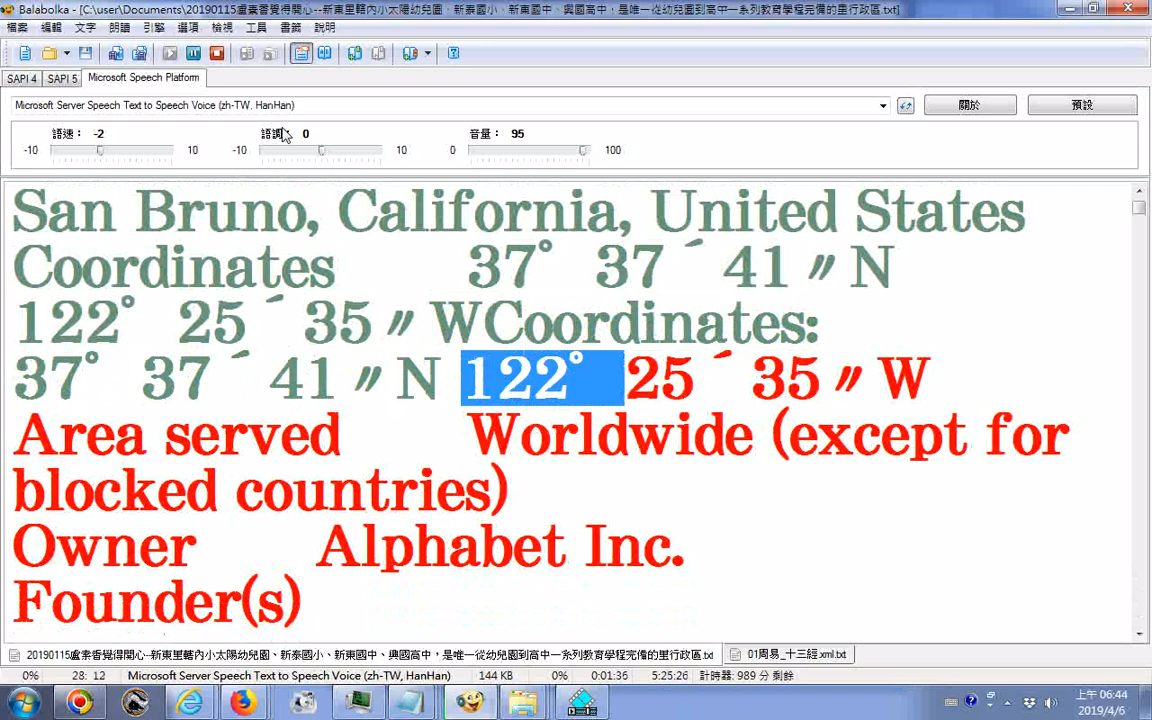 Balabolka - [C:\user\Documents\20190115盧素香覺得開心--新東里轄內小太陽幼兒園、新泰國小、新東國中、興國高中，是唯一從幼兒園到高中一系列教育學程完備的里行政區.txt]
檔案 編輯 文字 朗讀 引擎 選項 檢視 工具 書籤 說明
SAPI 4 SAPI 5 Microsoft Speech Platform
Microsoft Server Speech Text to Speech Voice (zh-TW, HanHan) 關於 預設
語速： -2 語調： 0 音量： 95
-10 10 -10 10 0 100
San Bruno, California, United States
Coordinates 37° 37′ 41〃N
122° 25′ 35〃WCoordinates:
37° 37′ 41〃N 122° 25′ 35〃W
Area served Worldwide (except for
blocked countries)
Owner Alphabet Inc.
Founder(s)
20190115盧素香覺得開心--新東里轄內小太陽幼兒園、新泰國小、新東國中、興國高中，是唯一從幼兒園到高中一系列教育學程完備的里行政區.txt 01周易_十三經.xml.txt
0% 28: 12 Microsoft Server Speech Text to Speech Voice (zh-TW, HanHan) 144 KB 0% 0:01:36 5:25:26 計時器: 989 分 剩餘
上午 06:44
2019/4/6